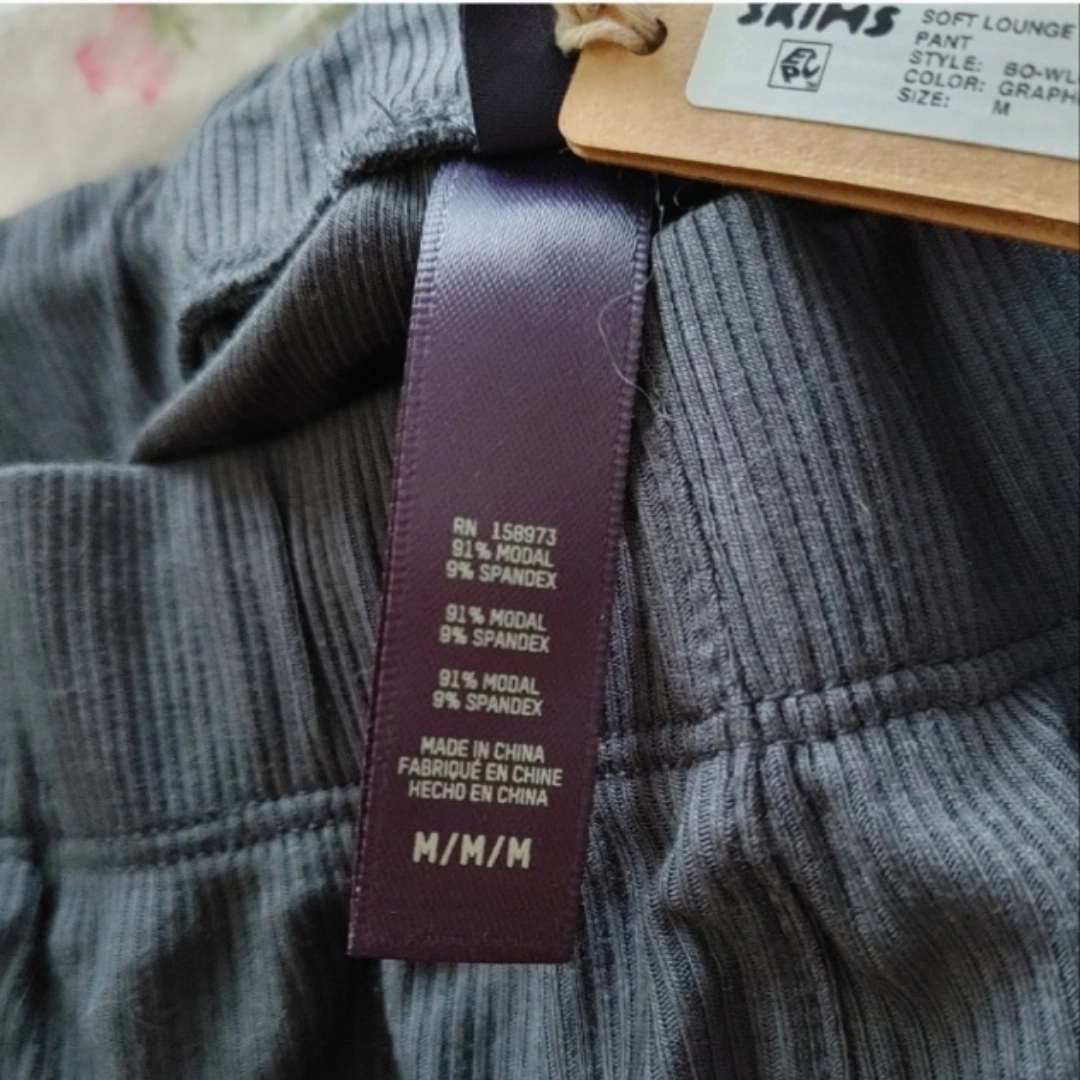 SKIMS
SOFT LOUNGE
PANT
STYLE: BO-WL
COLOR: GRAPH
SIZE: M
RN 158973
91% MODAL
9% SPANDEX
91% MODAL
9% SPANDEX
91% MODAL
9% SPANDEX
MADE IN CHINA
FABRIQUÉ EN CHINE
HECHO EN CHINA
M/M/M